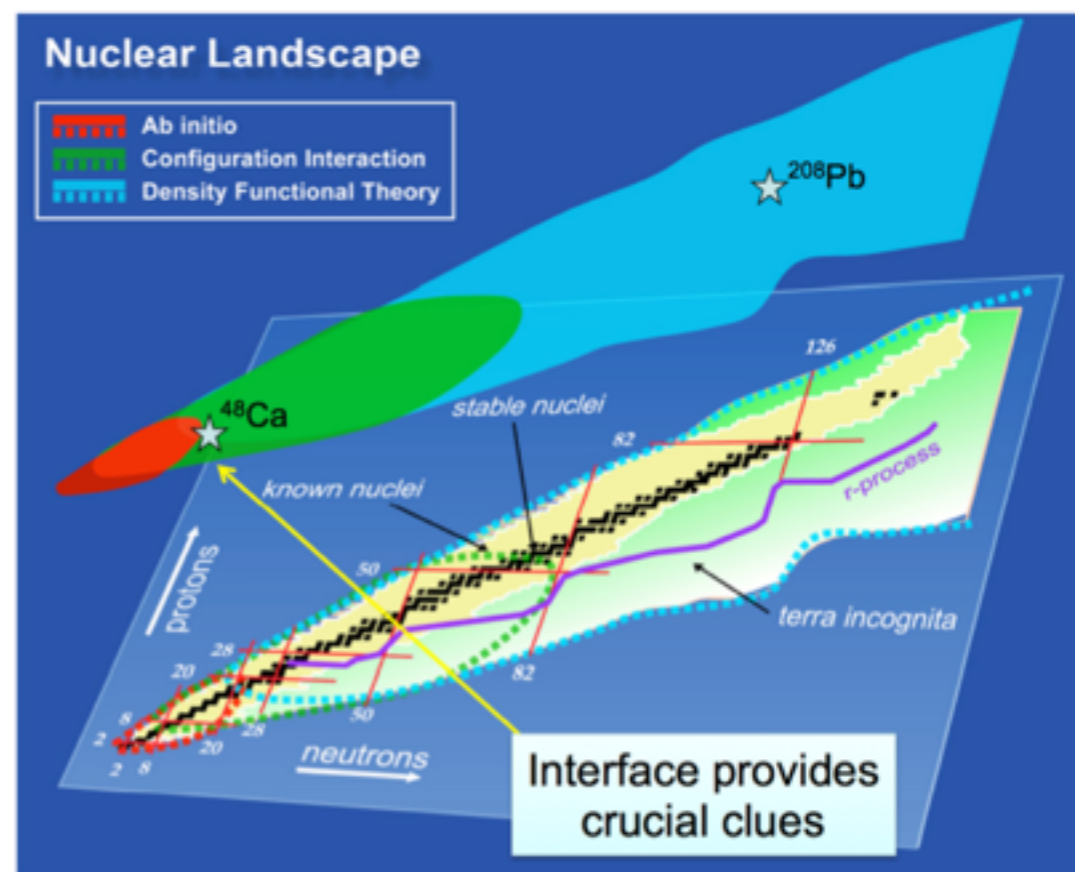 Nuclear Landscape
Ab initio
Configuration Interaction
Density Functional Theory
208Pb
126
48Ca
stable nuclei
82
known nuclei
r-process
50
protons
terra incognita
28
82
20
50
8
28
2
20
neutrons
2 8
Interface provides
crucial clues